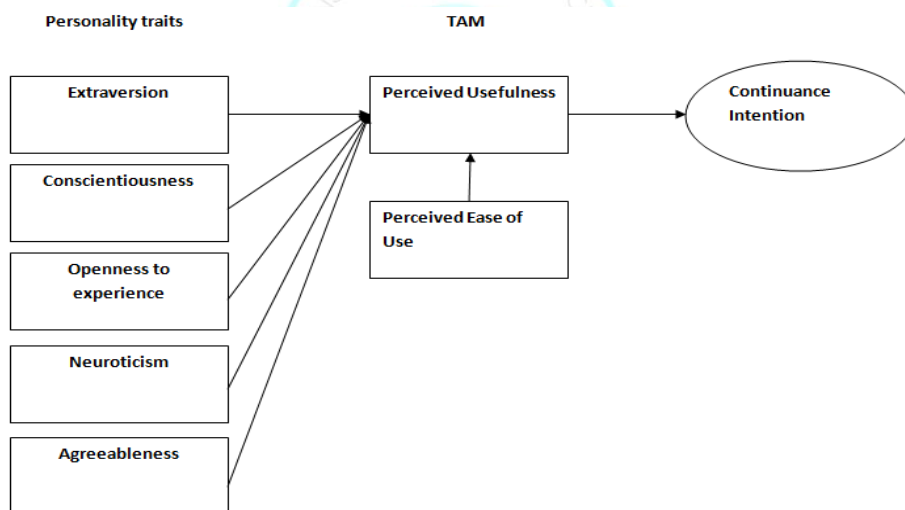 Personality traits
TAM
Extraversion
Perceived Usefulness
Continuance
Intention
Conscientiousness
Perceived Ease of
Use
Openness to
experience
Neuroticism
Agreeableness